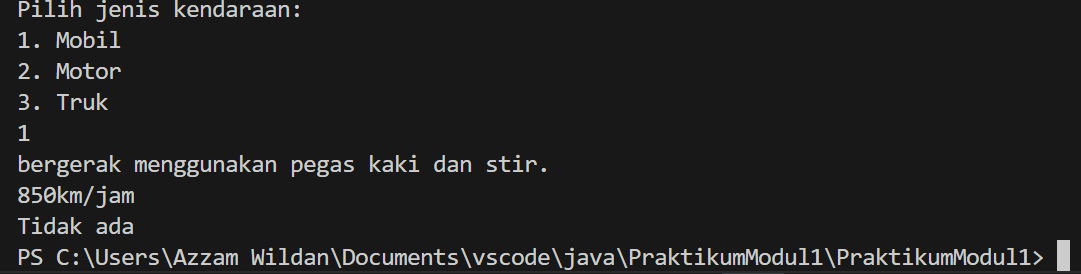 Pilih jenis kendaraan:
1. Mobil
2. Motor
3. Truk
1
bergerak menggunakan pegas kaki dan stir.
850km/jam
Tidak ada
PS C:\Users\Azzam Wildan\Documents\vscode\java\PraktikumModul1\PraktikumModul1>